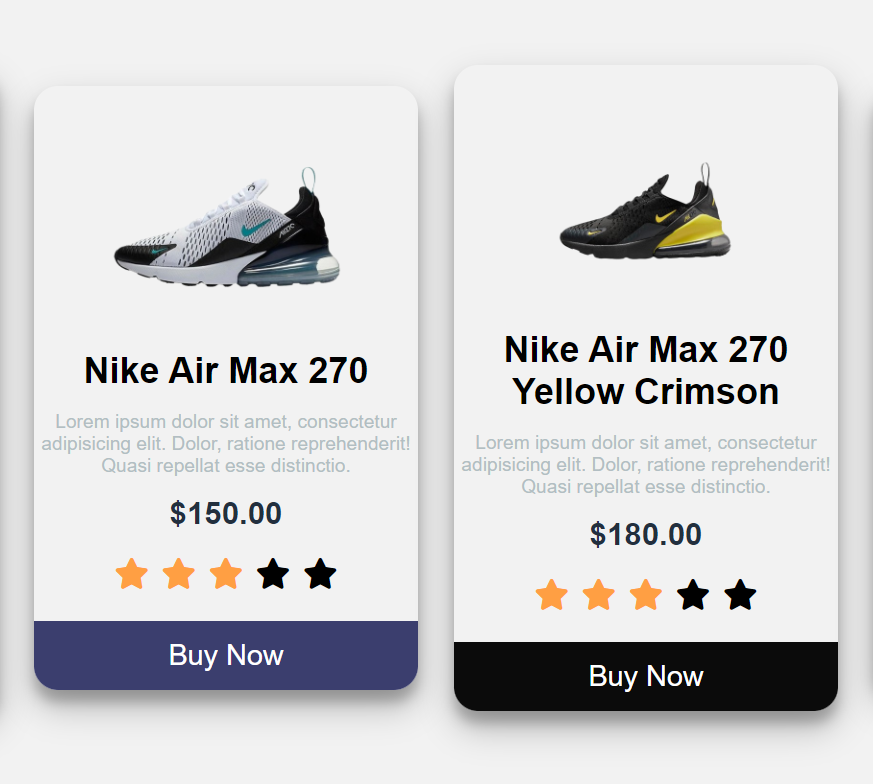 Nike Air Max 270
Lorem ipsum dolor sit amet, consectetur
adipisicing elit. Dolor, ratione reprehenderit!
Quasi repellat esse distinctio.
$150.00
Buy Now
Nike Air Max 270
Yellow Crimson
Lorem ipsum dolor sit amet, consectetur
adipisicing elit. Dolor, ratione reprehenderit!
Quasi repellat esse distinctio.
$180.00
Buy Now